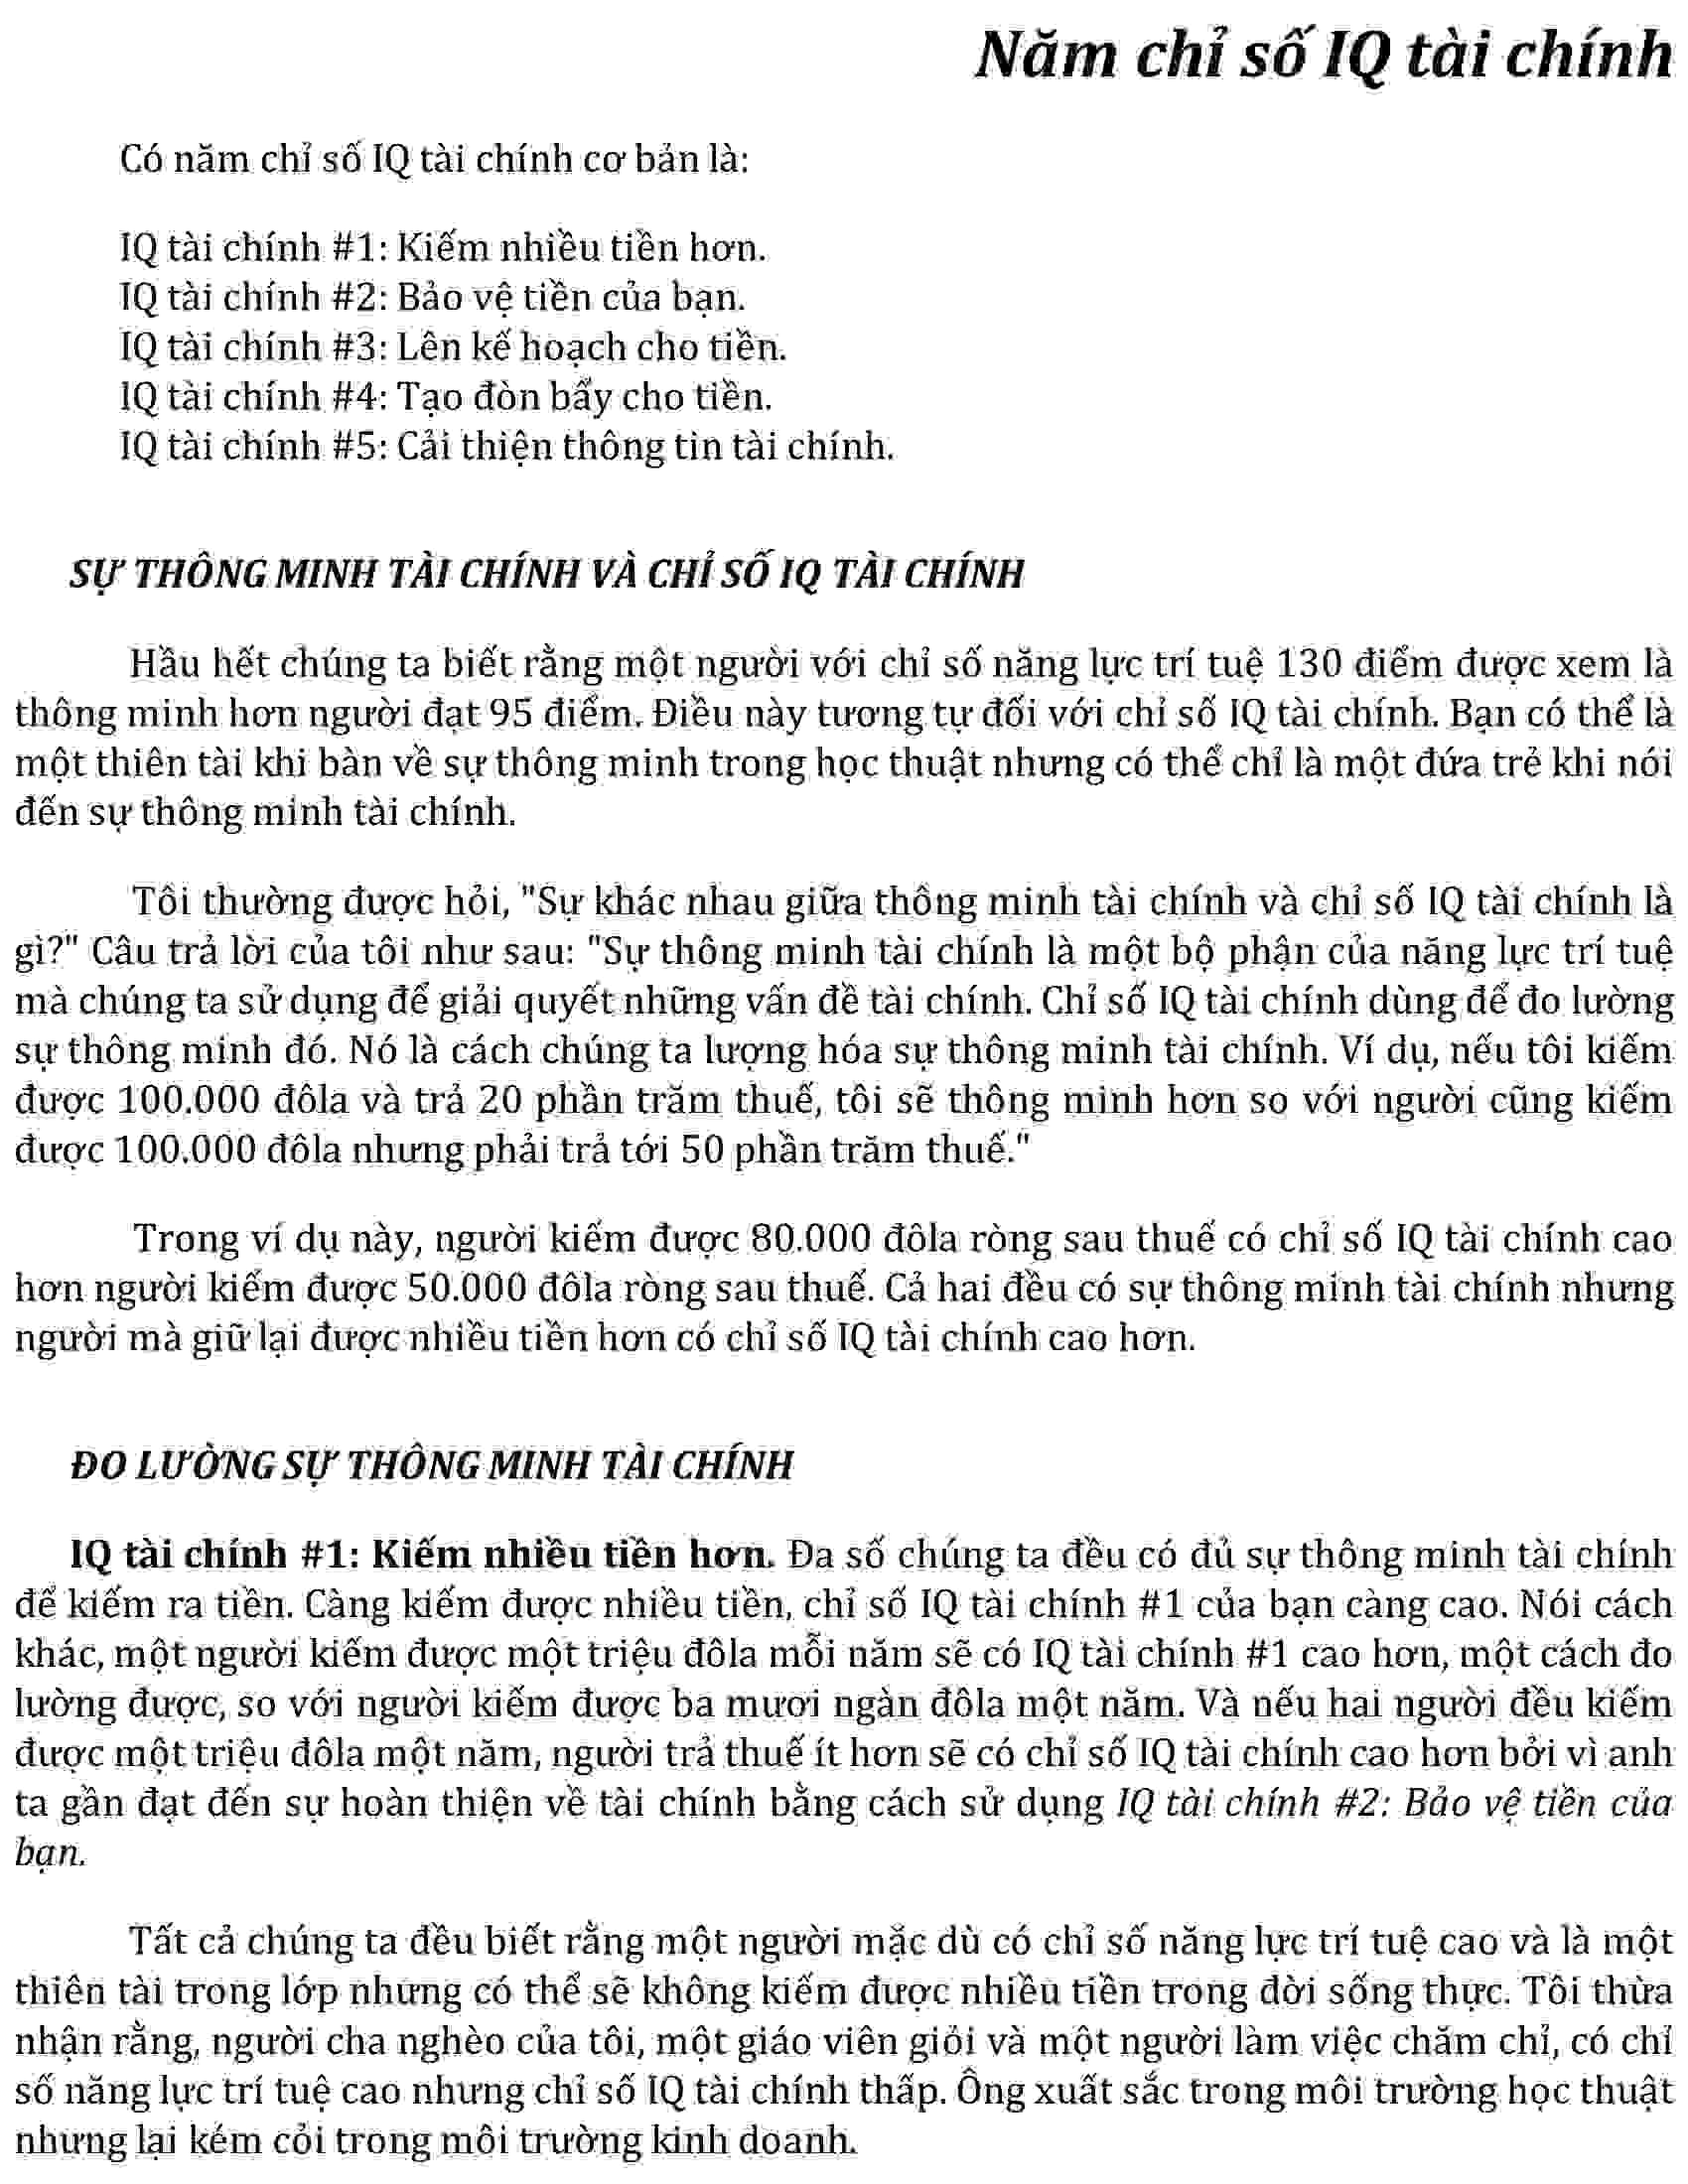 Năm chỉ số IQ tài chính
Có năm chỉ số IQ tài chính cơ bản là:
IQ tài chính #1: Kiếm nhiều tiền hơn.
IQ tài chính #2: Bảo vệ tiền của bạn.
IQ tài chính #3: Lên kế hoạch cho tiền.
IQ tài chính #4: Tạo đòn bẩy cho tiền.
IQ tài chính #5: Cải thiện thông tin tài chính.
SỰ THÔNG MINH TÀI CHÍNH VÀ CHỈ SỐ IQ TÀI CHÍNH
Hầu hết chúng ta biết rằng một người với chỉ số năng lực trí tuệ 130 điểm được xem là
thông minh hơn người đạt 95 điểm. Điều này tương tự đối với chỉ số IQ tài chính. Bạn có thể là
một thiên tài khi bàn về sự thông minh trong học thuật nhưng có thể chỉ là một đứa trẻ khi nói
đến sự thông minh tài chính.
Tôi thường được hỏi, "Sự khác nhau giữa thông minh tài chính và chỉ số IQ tài chính là
gì?" Câu trả lời của tôi như sau: "Sự thông minh tài chính là một bộ phận của năng lực trí tuệ
mà chúng ta sử dụng để giải quyết những vấn đề tài chính. Chỉ số IQ tài chính dùng để đo lường
sự thông minh đó. Nó là cách chúng ta lượng hóa sự thông minh tài chính. Ví dụ, nếu tôi kiếm
được 100.000 đôla và trả 20 phần trăm thuế, tôi sẽ thông minh hơn so với người cũng kiếm
được 100.000 đôla nhưng phải trả tới 50 phần trăm thuế."
Trong ví dụ này, người kiếm được 80.000 đôla ròng sau thuế có chỉ số IQ tài chính cao
hơn người kiếm được 50.000 đôla ròng sau thuế. Cả hai đều có sự thông minh tài chính nhưng
người mà giữ lại được nhiều tiền hơn có chỉ số IQ tài chính cao hơn.
ĐO LƯỜNG SỰ THÔNG MINH TÀI CHÍNH
IQ tài chính #1: Kiếm nhiều tiền hơn. Đa số chúng ta đều có đủ sự thông minh tài chính
để kiếm ra tiền. Càng kiếm được nhiều tiền, chỉ số IQ tài chính #1 của bạn càng cao. Nói cách
khác, một người kiếm được một triệu đôla mỗi năm sẽ có IQ tài chính #1 cao hơn, một cách đo
lường được, so với người kiếm được ba mươi ngàn đôla một năm. Và nếu hai người đều kiếm
được một triệu đôla một năm, người trả thuế ít hơn sẽ có chỉ số IQ tài chính cao hơn bởi vì anh
ta gần đạt đến sự hoàn thiện về tài chính bằng cách sử dụng IQ tài chính #2: Bảo vệ tiền của
bạn.
Tất cả chúng ta đều biết rằng một người mặc dù có chỉ số năng lực trí tuệ cao và là một
thiên tài trong lớp nhưng có thể sẽ không kiếm được nhiều tiền trong đời sống thực. Tôi thừa
nhận rằng, người cha nghèo của tôi, một giáo viên giỏi và một người làm việc chăm chỉ, có chỉ
số năng lực trí tuệ cao nhưng chỉ số IQ tài chính thấp. Ông xuất sắc trong môi trường học thuật
nhưng lại kém cỏi trong môi trường kinh doanh.